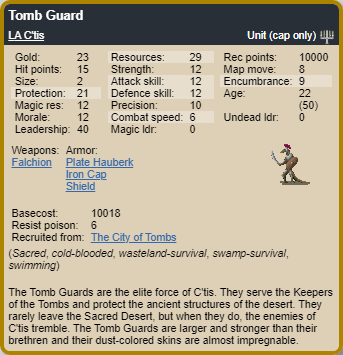 Tomb Guard
LA C'tis Unit (cap only)
Gold: 23 Resources: 29 Rec points: 10000
Hit points: 15 Strength: 12 Map move: 8
Size: 2 Attack skill: 12 Encumbrance: 9
Protection: 21 Defence skill: 12 Age: 22
Magic res: 12 Precision: 10 (50)
Morale: 12 Combat speed: 6 Undead ldr: 0
Leadership: 40 Magic ldr: 0
Weapons: Armor:
Falchion Plate Hauberk
Iron Cap
Shield
Basecost: 10018
Resist poison: 6
Recruited from: The City of Tombs
(Sacred, cold-blooded, wasteland-survival, swamp-survival,
swimming)
The Tomb Guards are the elite force of C'tis. They serve the Keepers
of the Tombs and protect the ancient structures of the desert. They
rarely leave the Sacred Desert, but when they do, the enemies of
C'tis tremble. The Tomb Guards are larger and stronger than their
brethren and their dust-colored skins are almost impregnable.